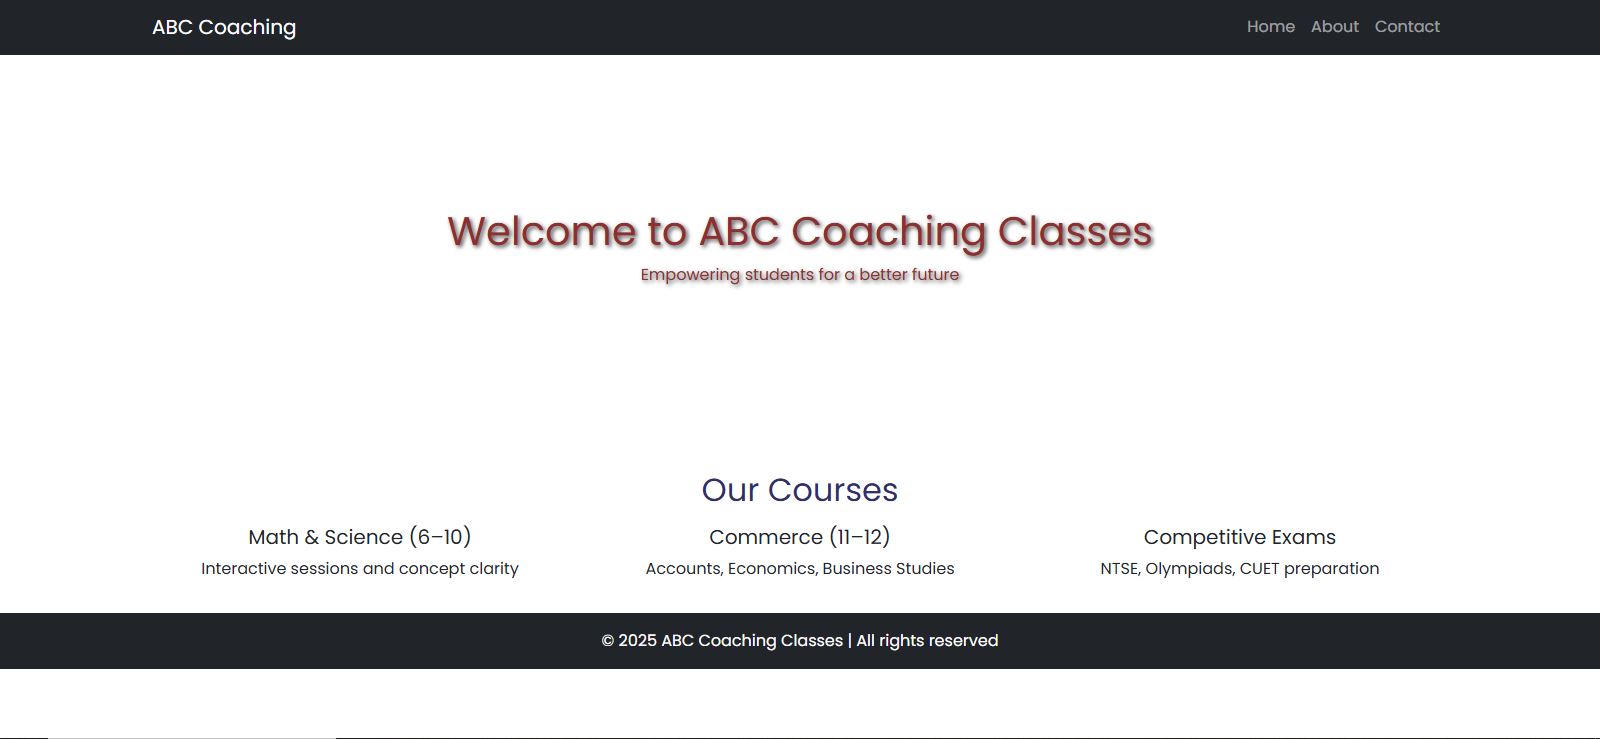 ABC Coaching
Home About Contact
Welcome to ABC Coaching Classes
Empowering students for a better future
Our Courses
Math & Science (6–10)
Interactive sessions and concept clarity
Commerce (11–12)
Accounts, Economics, Business Studies
Competitive Exams
NTSE, Olympiads, CUET preparation
© 2025 ABC Coaching Classes | All rights reserved